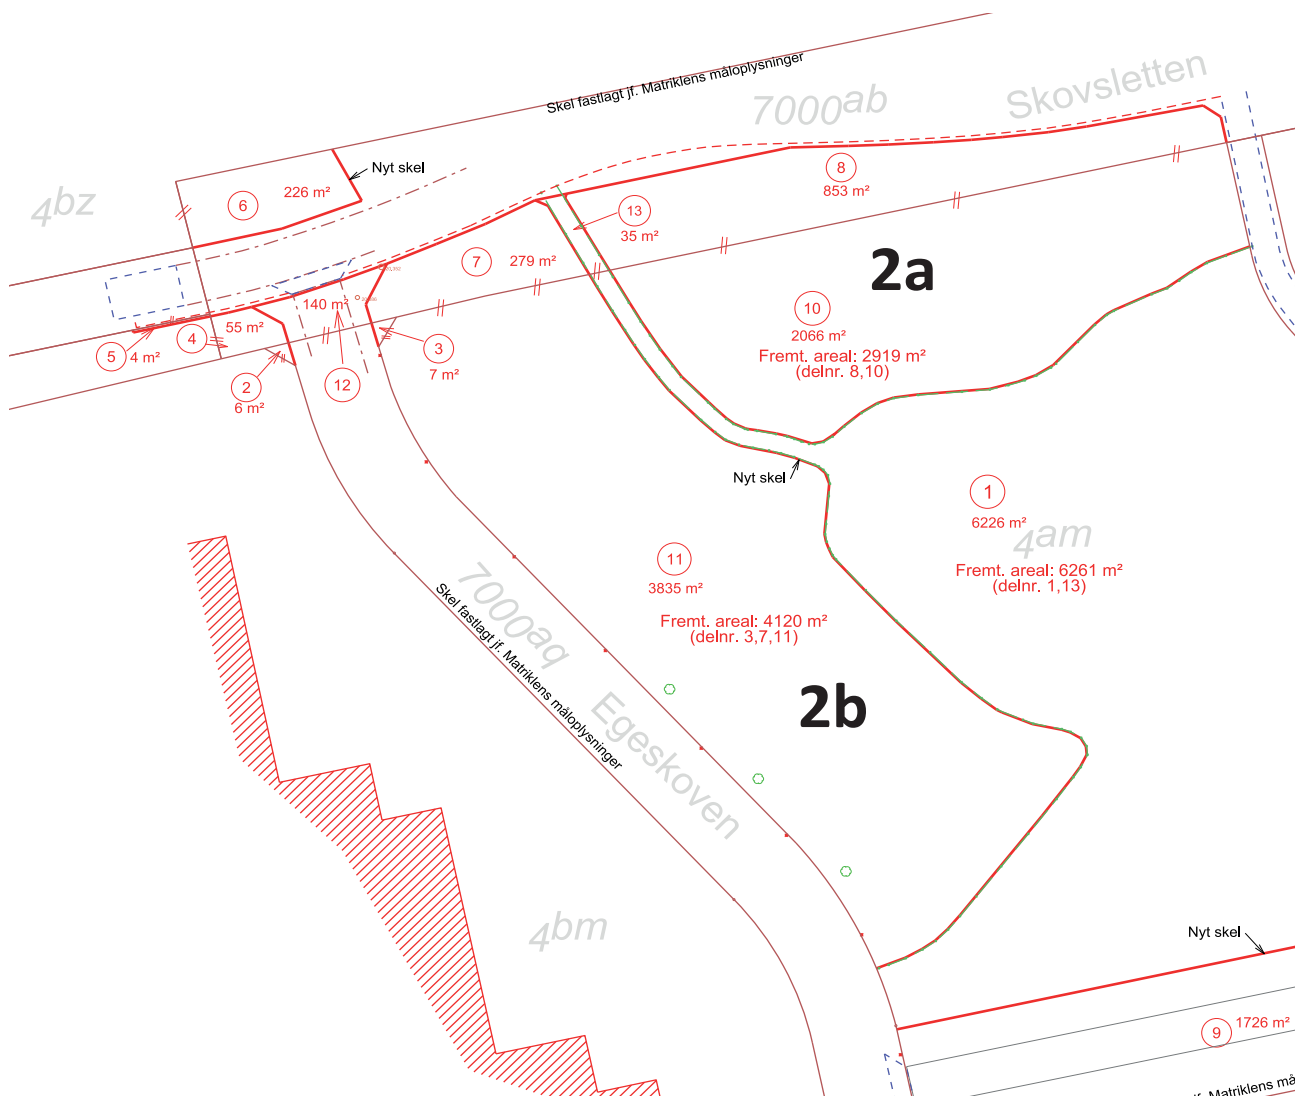 Skel fastlagt jf. Matriklens måloplysninger
7000ab
Skovsletten
4bz
6
226 m²
Nyt skel
8
853 m²
13
35 m²
7
279 m²
2a
10
2066 m²
Fremt. areal: 2919 m²
(delnr. 8,10)
140 m²
55 m²
4
5
4 m²
3
7 m²
2
6 m²
12
Nyt skel
1
6226 m²
4am
Fremt. areal: 6261 m²
(delnr. 1,13)
11
3835 m²
Fremt. areal: 4120 m²
(delnr. 3,7,11)
7000aq
Egeskoven
Skel fastlagt jf. Matriklens måloplysninger
2b
4bm
Nyt skel
9
1726 m²
jf. Matriklens må